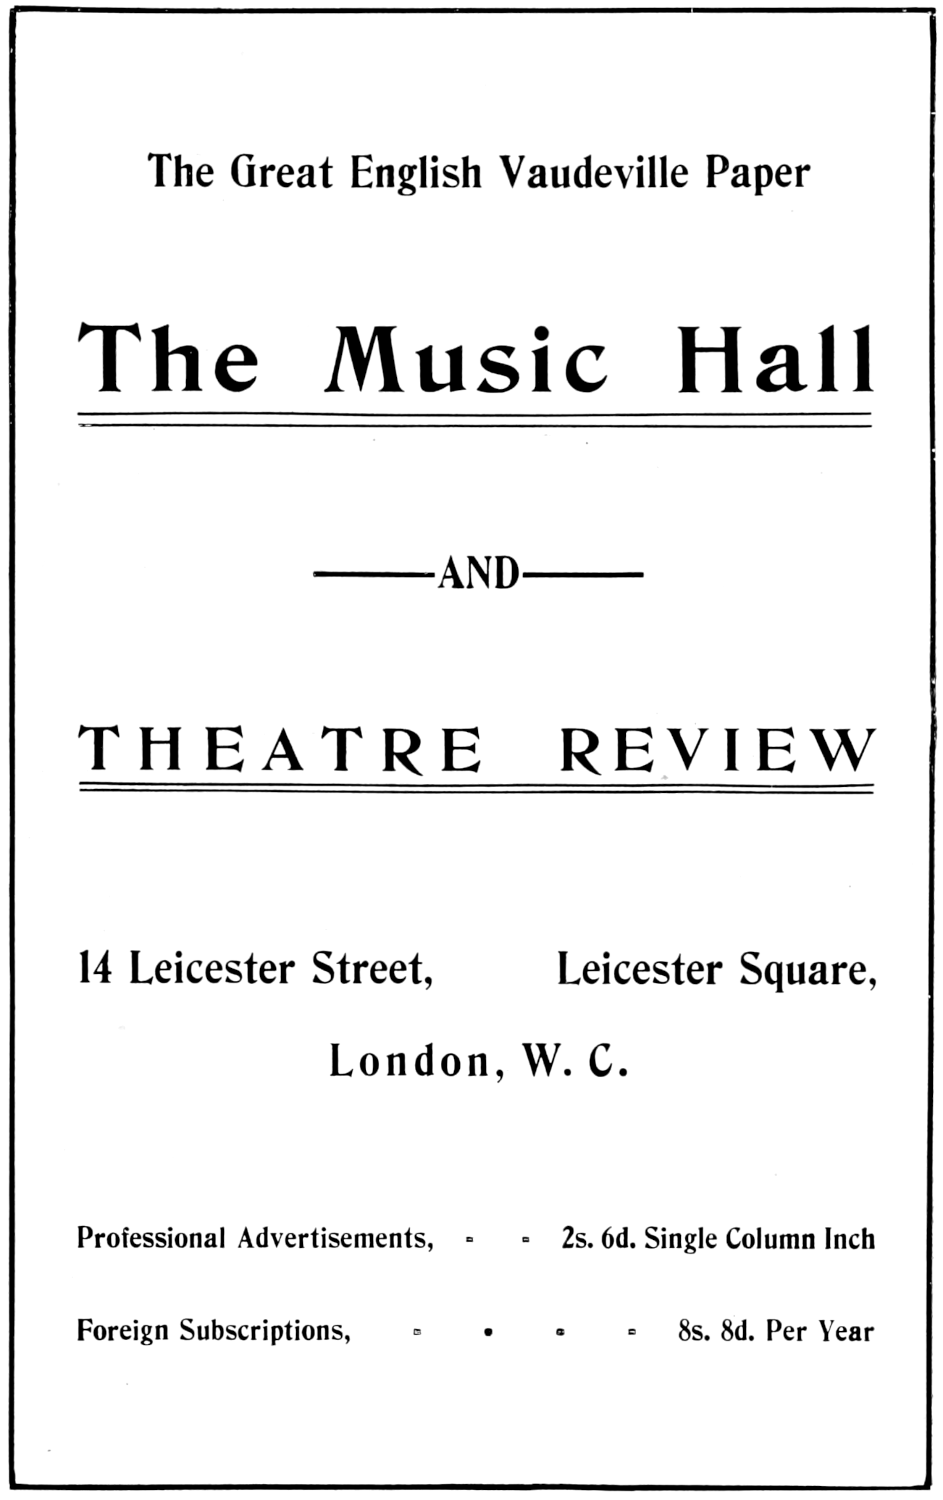 The Great English Vaudeville Paper
The Music Hall
AND
THEATRE REVIEW
14 Leicester Street, Leicester Square,
London, W. C.
Professional Advertisements, - - 2s. 6d. Single Column Inch
Foreign Subscriptions, - - - - 8s. 8d. Per Year